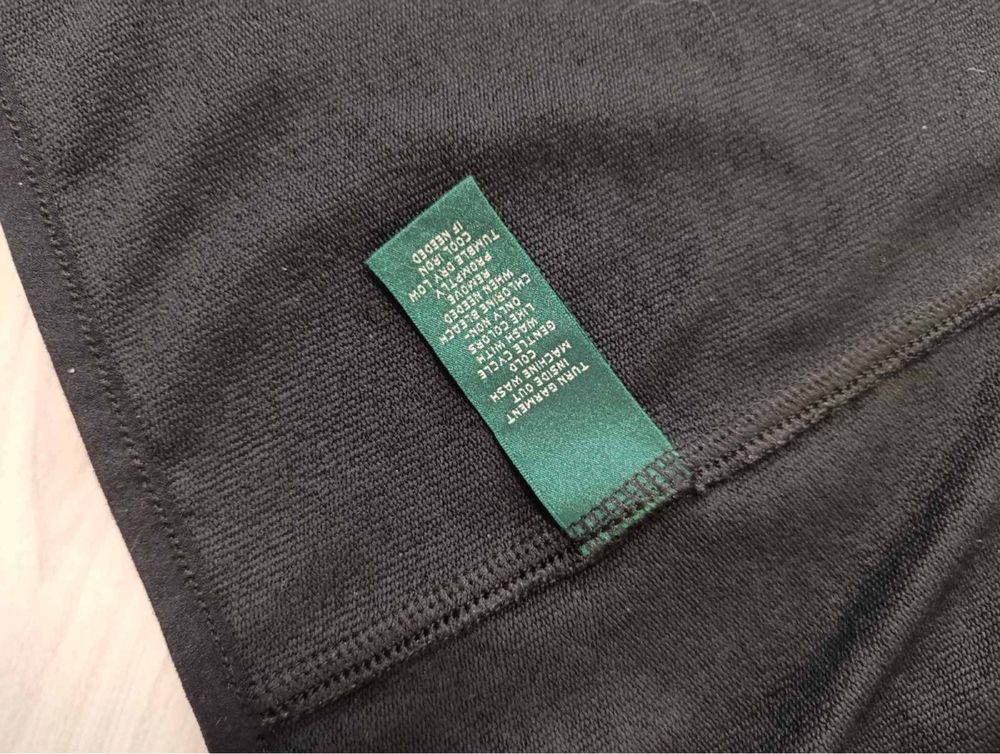 TURN GARMENT
INSIDE OUT
MACHINE WASH
COLD
GENTLE CYCLE
WASH WITH
LIKE COLORS
ONLY NON-
CHLORINE BLEACH
WHEN NEEDED
REMOVE
PROMPTLY
TUMBLE DRY LOW
COOL IRON
IF NEEDED